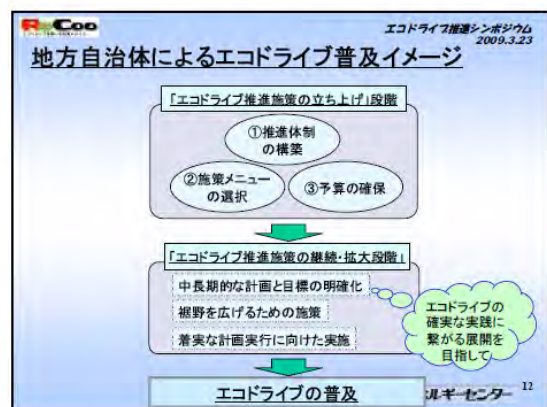 ReCoo
エコドライブ推進シンポジウム
2009.3.23
地方自治体によるエコドライブ普及イメージ
「エコドライブ推進施策の立ち上げ」段階
①推進体制
の構築
②施策メニュー
の選択
③予算の確保
「エコドライブ推進施策の継続・拡大段階」
中長期的な計画と目標の明確化
裾野を広げるための施策
着実な計画実行に向けた実施
エコドライブの
確実な実践に
繋がる展開を
目指して
エコドライブの普及
ルギーセンター
12